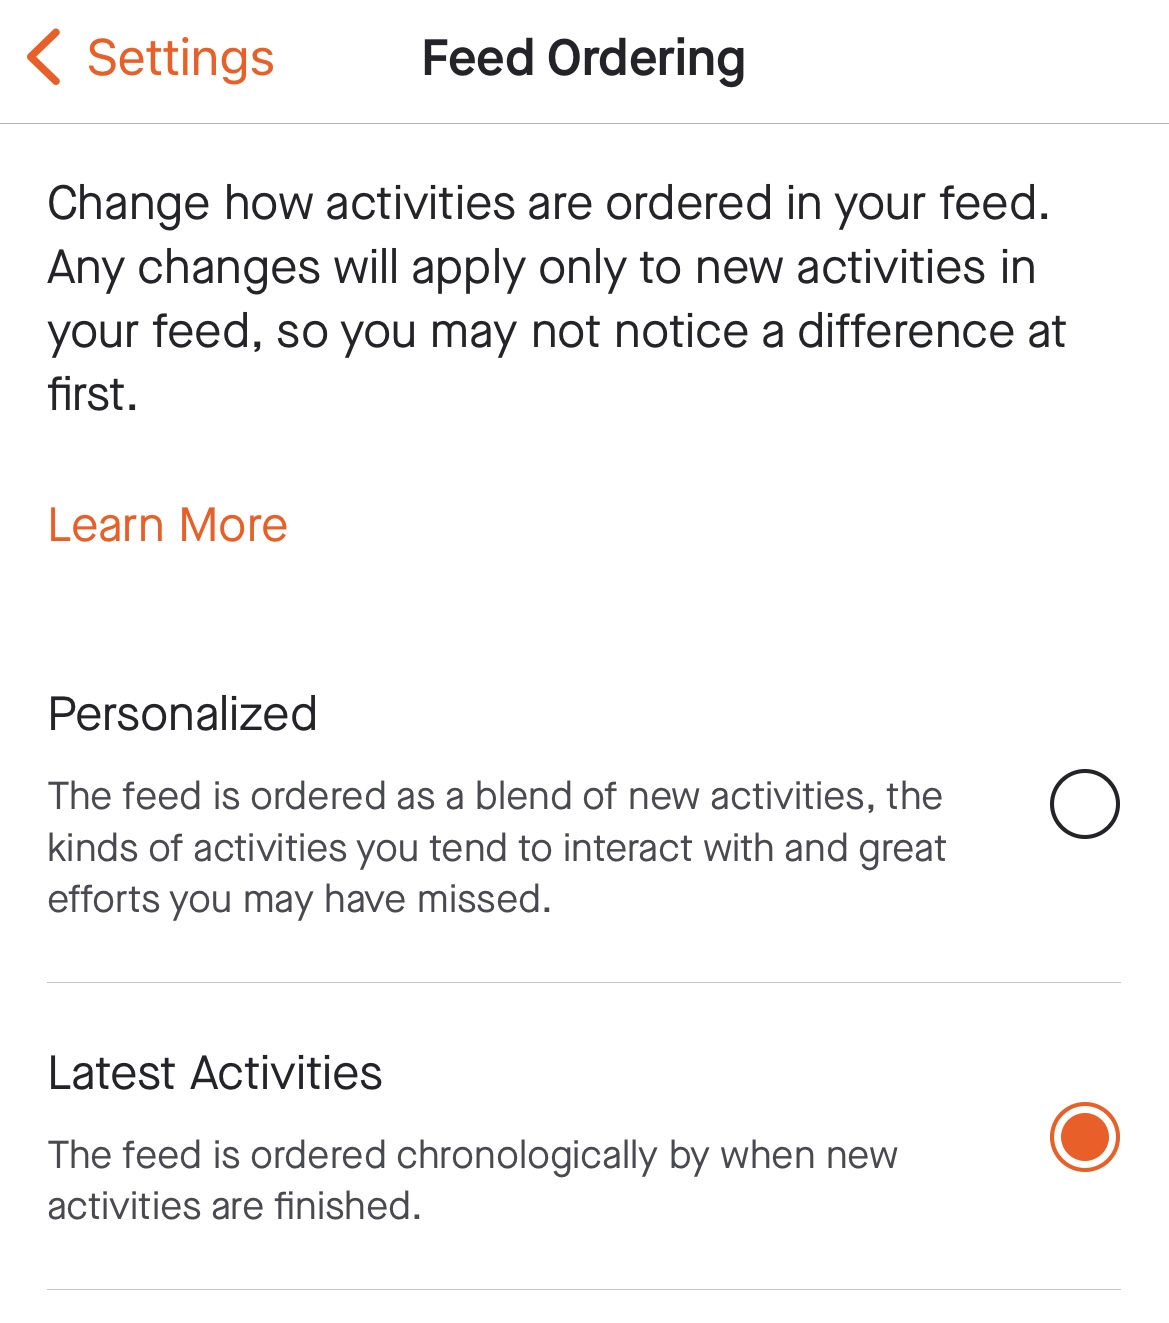 Settings
Feed Ordering
Change how activities are ordered in your feed.
Any changes will apply only to new activities in
your feed, so you may not notice a difference at
first.
Learn More
Personalized
The feed is ordered as a blend of new activities, the
kinds of activities you tend to interact with and great
efforts you may have missed.
Latest Activities
The feed is ordered chronologically by when new
activities are finished.